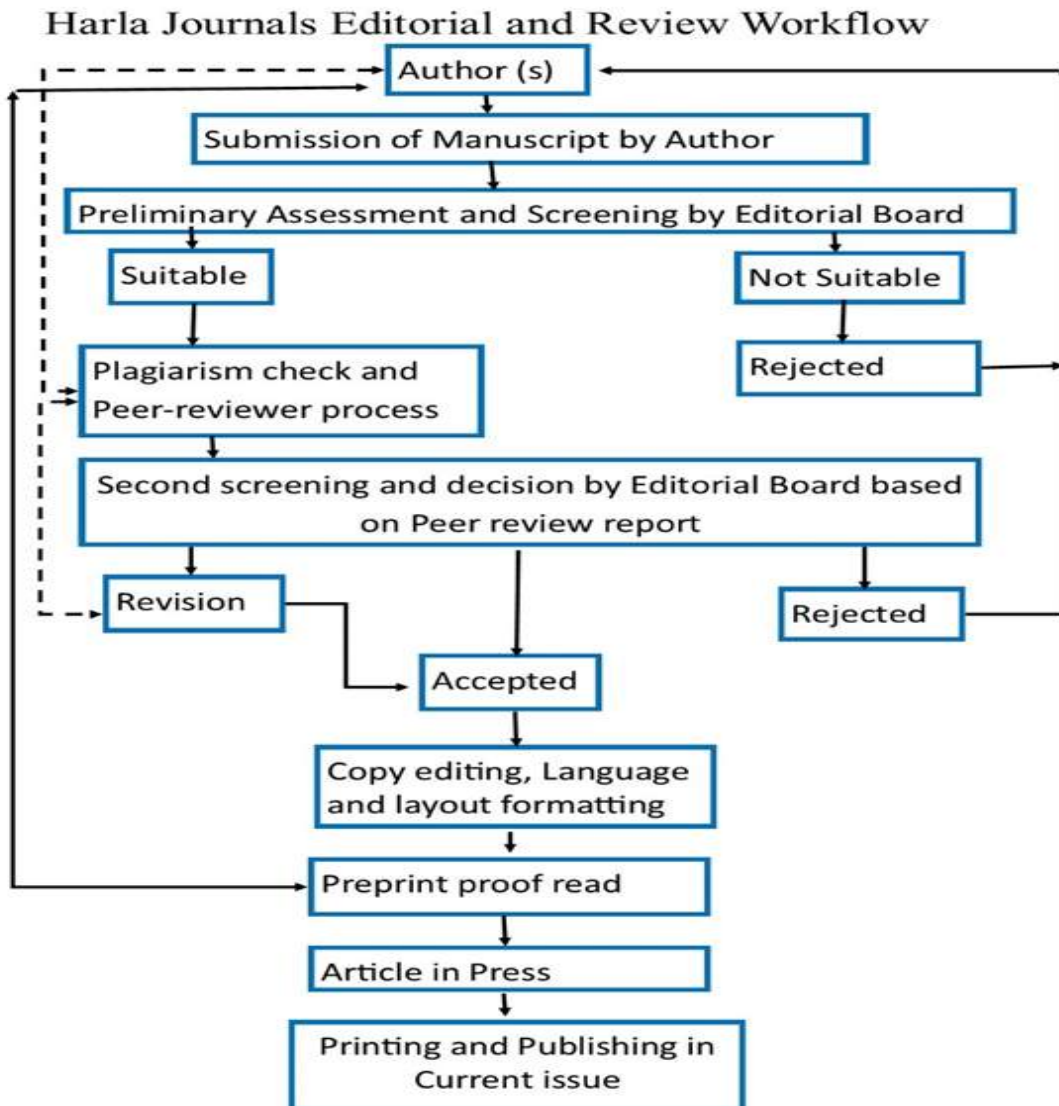 Harla Journals Editorial and Review Workflow
Author (s)
Submission of Manuscript by Author
Preliminary Assessment and Screening by Editorial Board
Suitable
Not Suitable
Rejected
Plagiarism check and
Peer-reviewer process
Second screening and decision by Editorial Board based
on Peer review report
Revision
Rejected
Accepted
Copy editing, Language
and layout formatting
Preprint proof read
Article in Press
Printing and Publishing in
Current issue